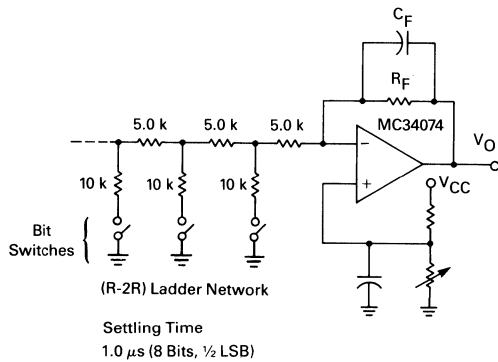 C_F
R_F
5.0 k 5.0 k 5.0 k
MC34074
V_O
−
+
10 k 10 k 10 k
V_CC
Bit
Switches
(R-2R) Ladder Network
Settling Time
1.0 μs (8 Bits, ½ LSB)